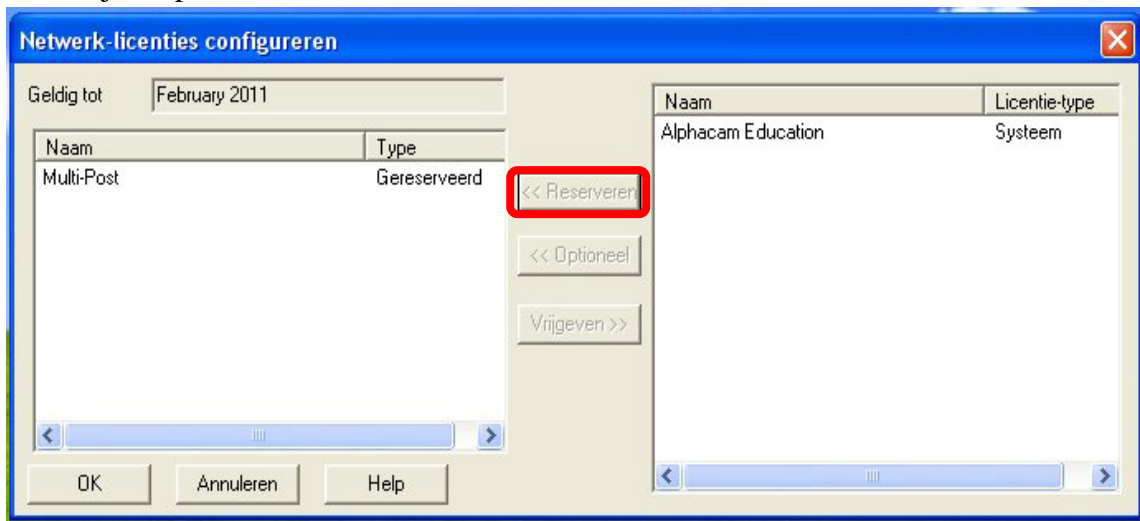 Netwerk-licenties configureren
Geldig tot February 2011
Naam Type
Multi-Post Gereserveerd
<< Reserveren
<< Optioneel
Vrijgeven >>
Naam Licentie-type
Alphacam Education Systeem
OK Annuleren Help